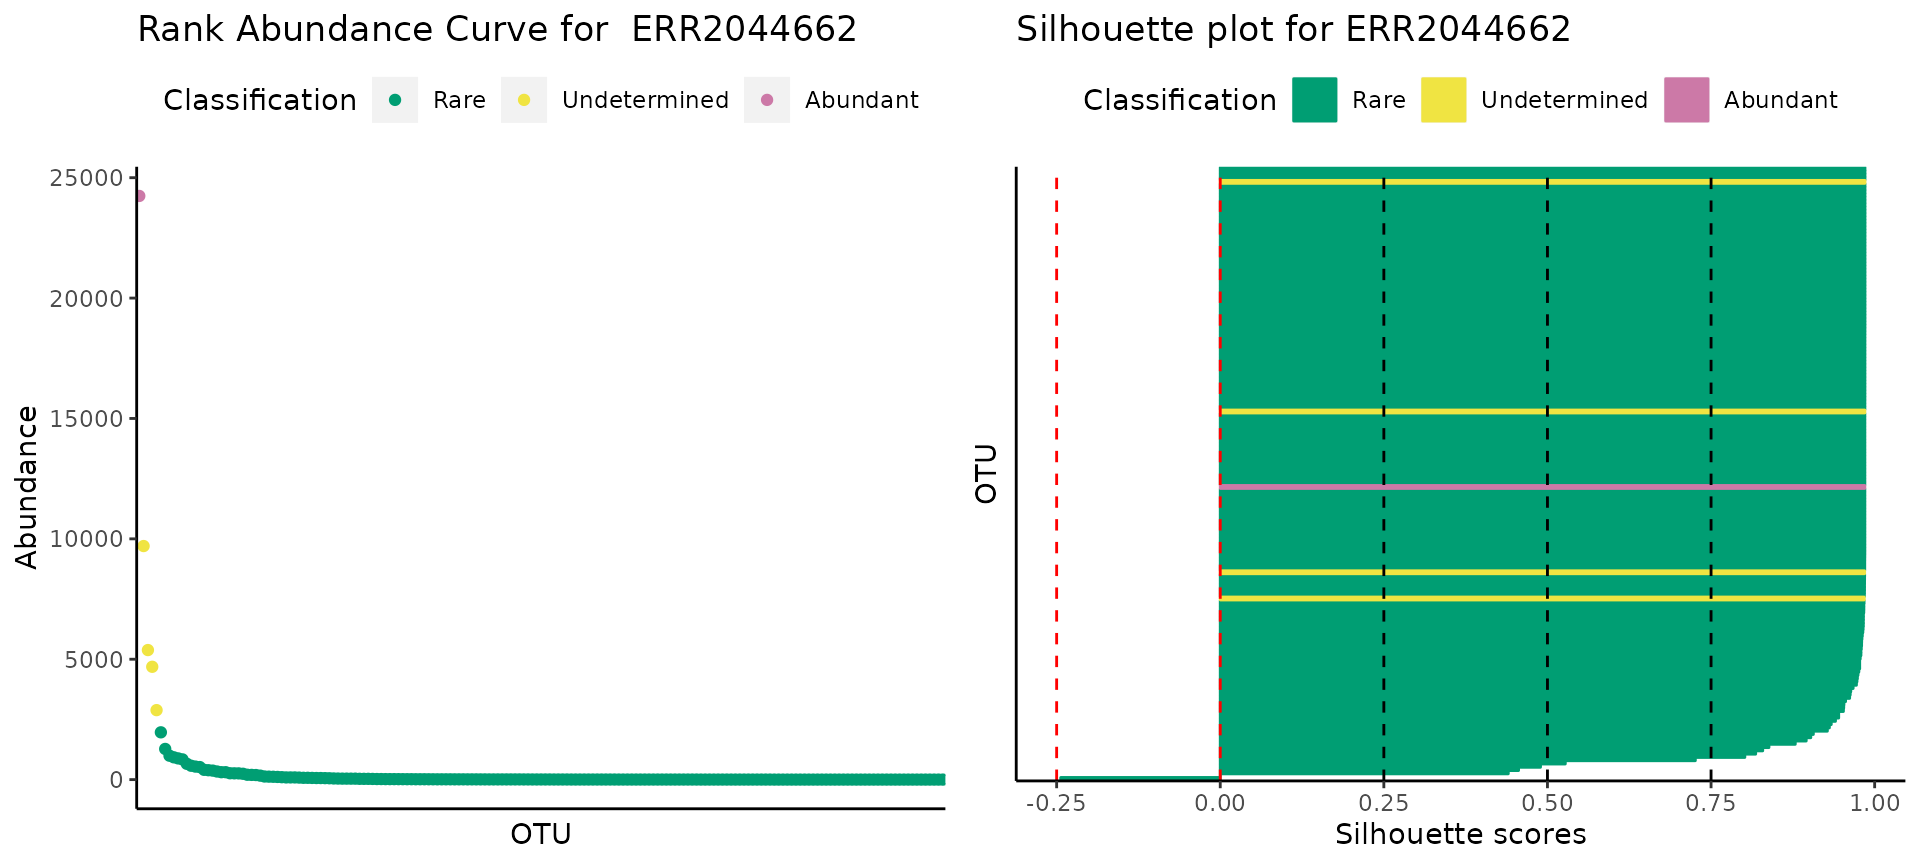 Rank Abundance Curve for  ERR2044662
Classification Rare Undetermined Abundant
Abundance
25000
20000
15000
10000
5000
0
OTU
Silhouette plot for ERR2044662
Classification Rare Undetermined Abundant
OTU
-0.25 0.00 0.25 0.50 0.75 1.00
Silhouette scores